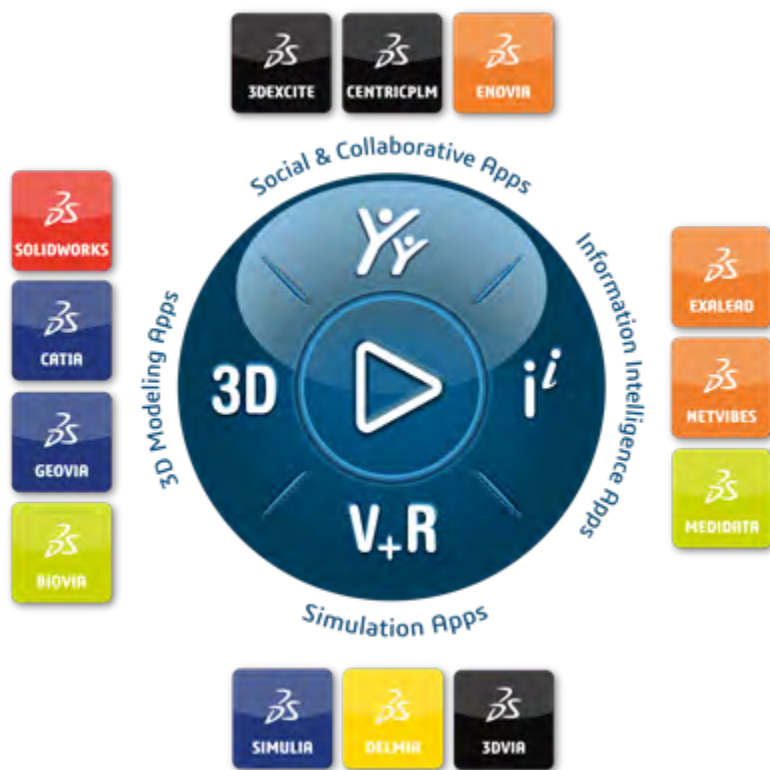 3DEXCITE
CENTRICPLM
ENOVIA
Social & Collaborative Apps
SOLIDWORKS
CATIA
GEOVIA
BIOVIA
3D Modeling Apps
3D
i i
V+R
Information Intelligence Apps
EXALEAD
NETVIBES
MEDIDATA
Simulation Apps
SIMULIA
DELMIA
3DVIA